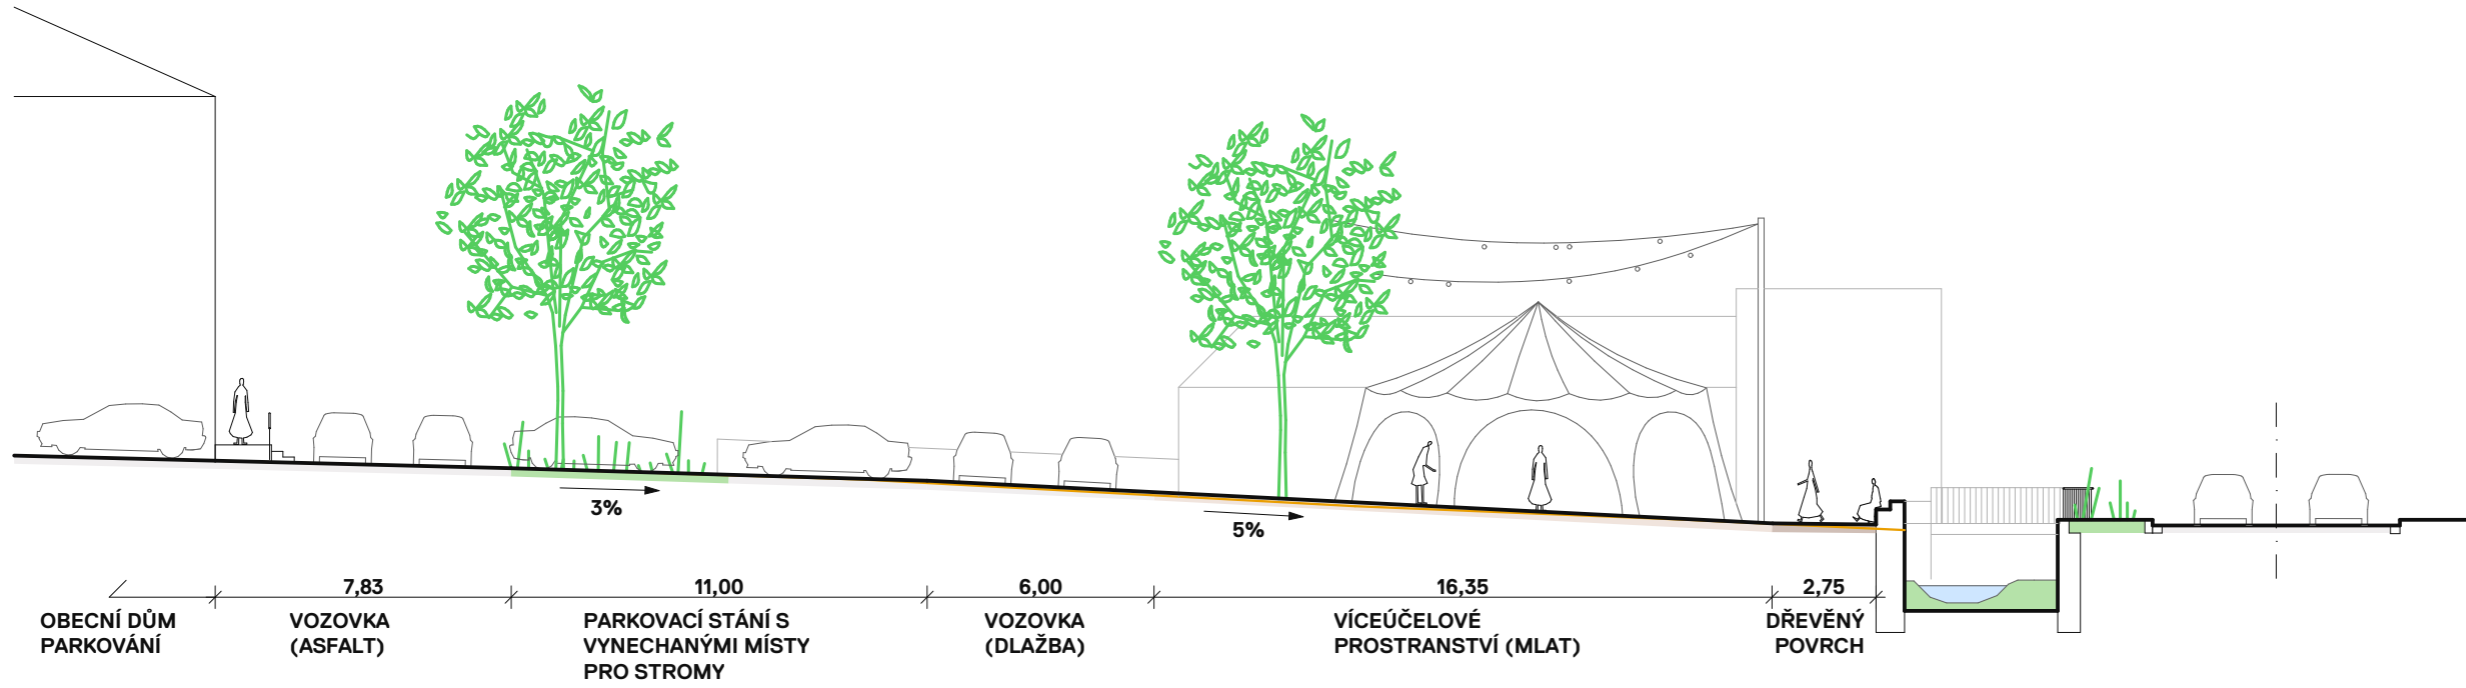 3%
5%
7,83
11,00
6,00
16,35
2,75
OBECNÍ DŮM
PARKOVÁNÍ
VOZOVKA
(ASFALT)
PARKOVACÍ STÁNÍ S
VYNECHANÝMI MÍSTY
PRO STROMY
VOZOVKA
(DLAŽBA)
VÍCEÚČELOVÉ
PROSTRANSTVÍ (MLAT)
DŘEVĚNÝ
POVRCH